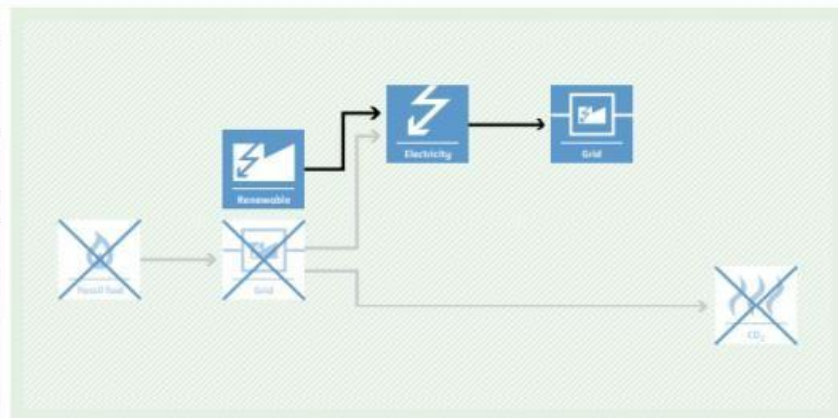 Electricity
Grid
Renewable
Fossil fuel
Grid
CO₂